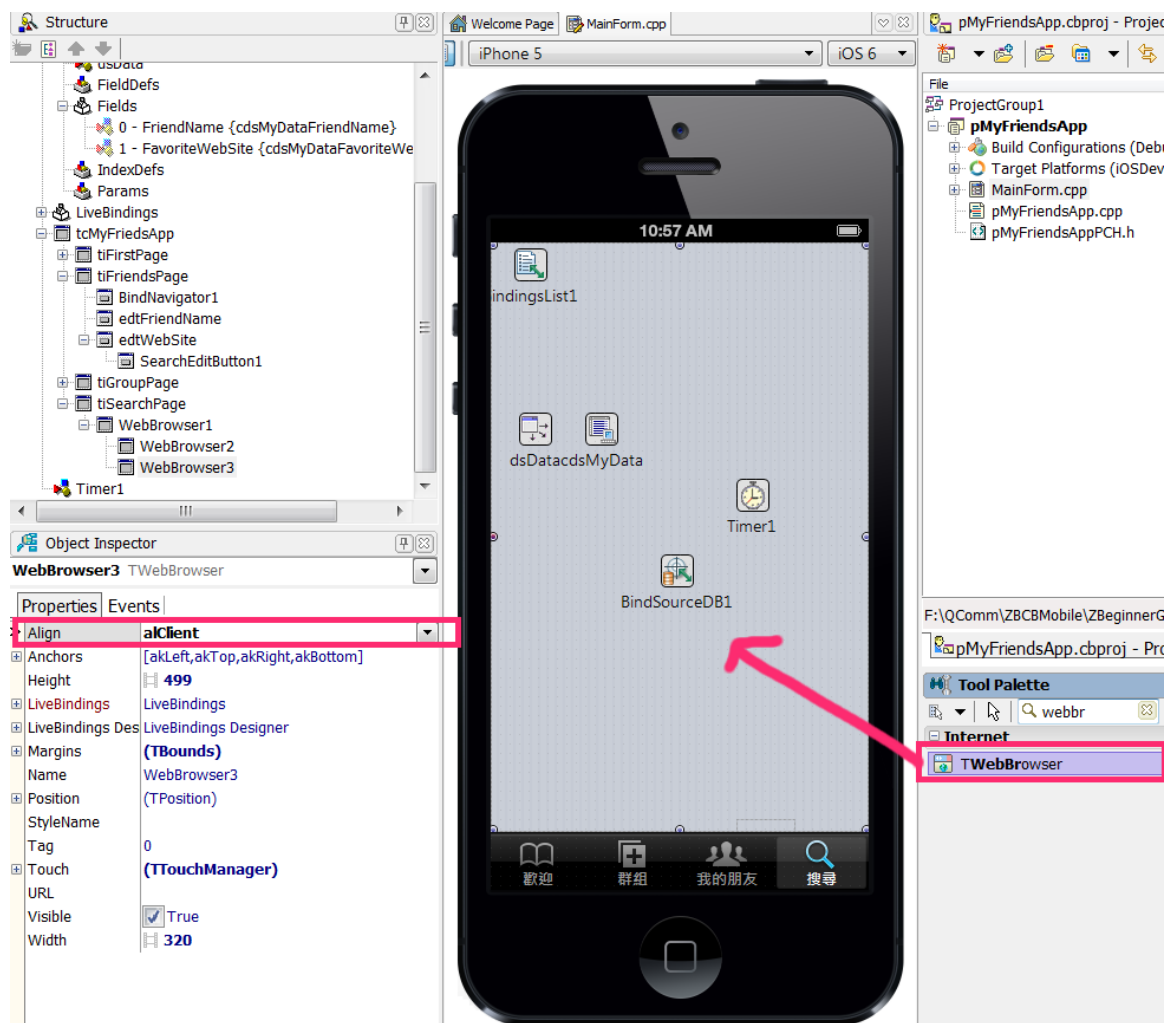 Structure
usData
FieldDefs
Fields
0 - FriendName {cdsMyDataFriendName}
1 - FavoriteWebSite {cdsMyDataFavoriteWe
IndexDefs
Params
LiveBindings
tcMyFriedsApp
tiFirstPage
tiFriendsPage
BindNavigator1
edtFriendName
edtWebSite
SearchEditButton1
tiGroupPage
tiSearchPage
WebBrowser1
WebBrowser2
WebBrowser3
Timer1
Object Inspector
WebBrowser3 TWebBrowser
Properties Events
Align alClient
Anchors [akLeft,akTop,akRight,akBottom]
Height 499
LiveBindings LiveBindings
LiveBindings Des LiveBindings Designer
Margins (TBounds)
Name WebBrowser3
Position (TPosition)
StyleName
Tag 0
Touch (TTouchManager)
URL
Visible True
Width 320
Welcome Page MainForm.cpp
iPhone 5 iOS 6
10:57 AM
indingsList1
dsDatacdsMyData
Timer1
BindSourceDB1
歡迎 群組 我的朋友 搜尋
pMyFriendsApp.cbproj - Projec
File
ProjectGroup1
pMyFriendsApp
Build Configurations (Debu
Target Platforms (iOSDev
MainForm.cpp
pMyFriendsApp.cpp
pMyFriendsAppPCH.h
F:\QComm\ZBCBMobile\ZBeginnerG
pMyFriendsApp.cbproj - Pro
Tool Palette
webbr
Internet
TWebBrowser